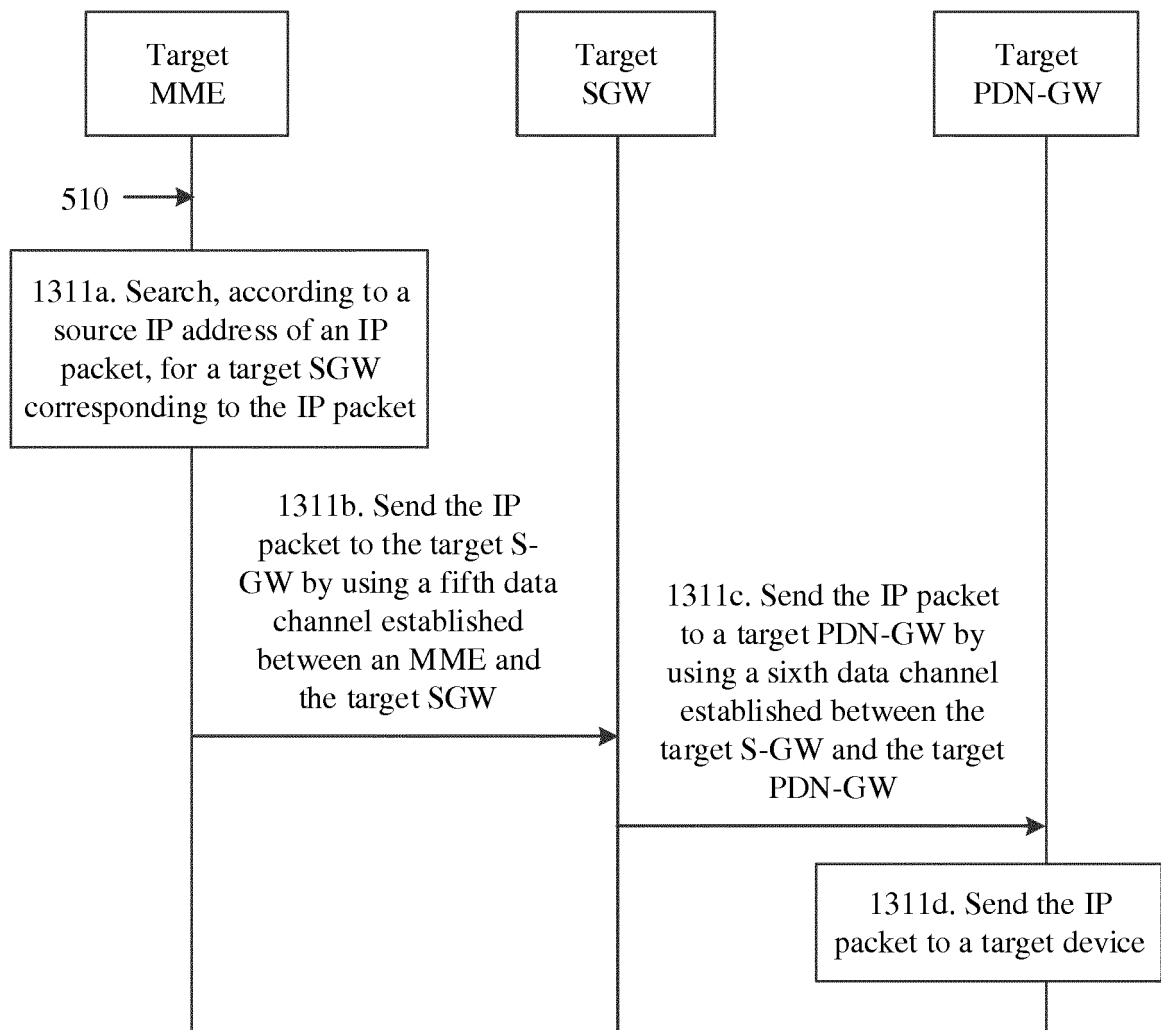 Target
MME
Target
SGW
Target
PDN-GW
510
1311a. Search, according to a
source IP address of an IP
packet, for a target SGW
corresponding to the IP packet
1311b. Send the IP
packet to the target S-
GW by using a fifth data
channel established
between an MME and
the target SGW
1311c. Send the IP packet
to a target PDN-GW by
using a sixth data channel
established between the
target S-GW and the target
PDN-GW
1311d. Send the IP
packet to a target device